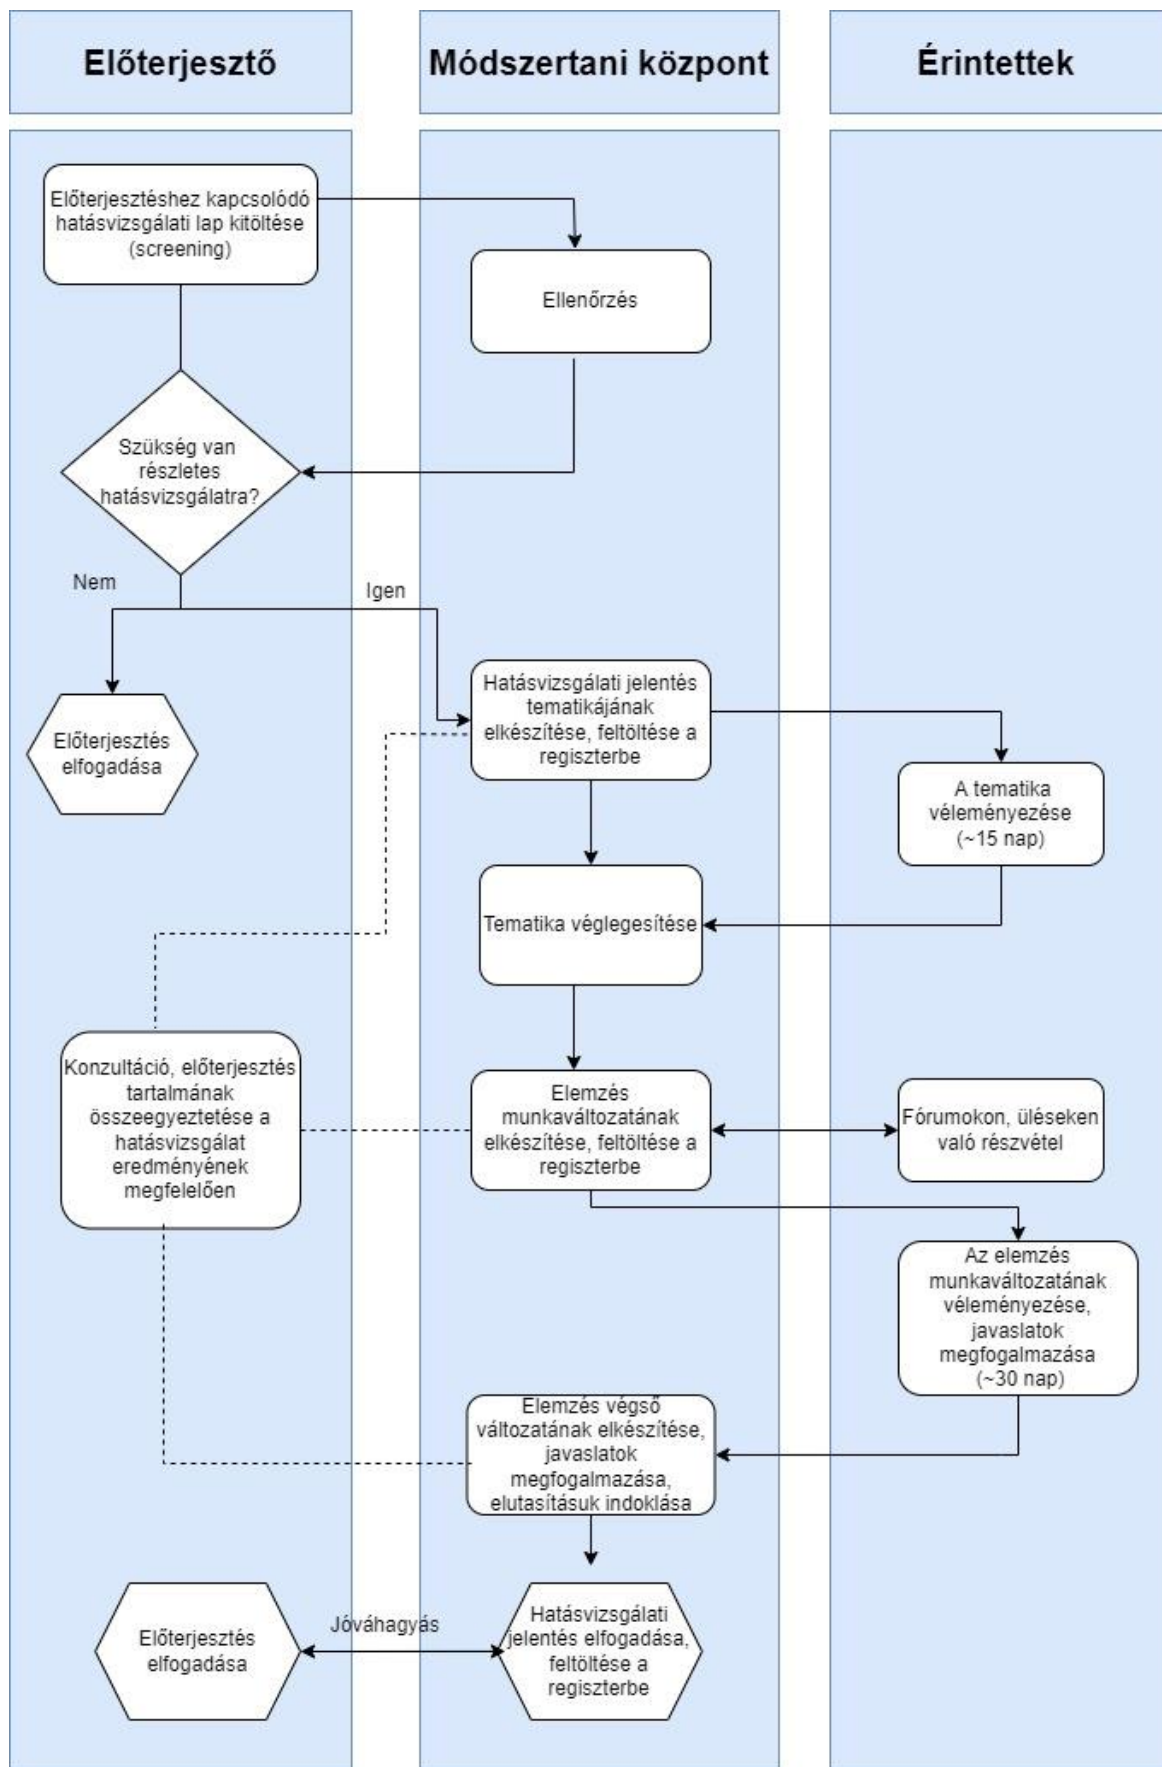 Előterjesztő
Módszertani központ
Érintettek
Előterjesztéshez kapcsolódó
hatásvizsgálati lap kitöltése
(screening)
Ellenőrzés
Szükség van
részletes
hatásvizsgálatra?
Nem
Igen
Előterjesztés
elfogadása
Hatásvizsgálati jelentés
tematikájának
elkészítése, feltöltése a
regiszterbe
A tematika
véleményezése
(~15 nap)
Tematika véglegesítése
Konzultáció, előterjesztés
tartalmának
összeegyeztetése a
hatásvizsgálat
eredményének
megfelelően
Elemzés
munkaváltozatának
elkészítése, feltöltése a
regiszterbe
Fórumokon, üléseken
való részvétel
Az elemzés
munkaváltozatának
véleményezése,
javaslatok
megfogalmazása
(~30 nap)
Elemzés végső
változatának elkészítése,
javaslatok
megfogalmazása,
elutasításuk indoklása
Előterjesztés
elfogadása
Jóváhagyás
Hatásvizsgálati
jelentés elfogadása,
feltöltése a
regiszterbe